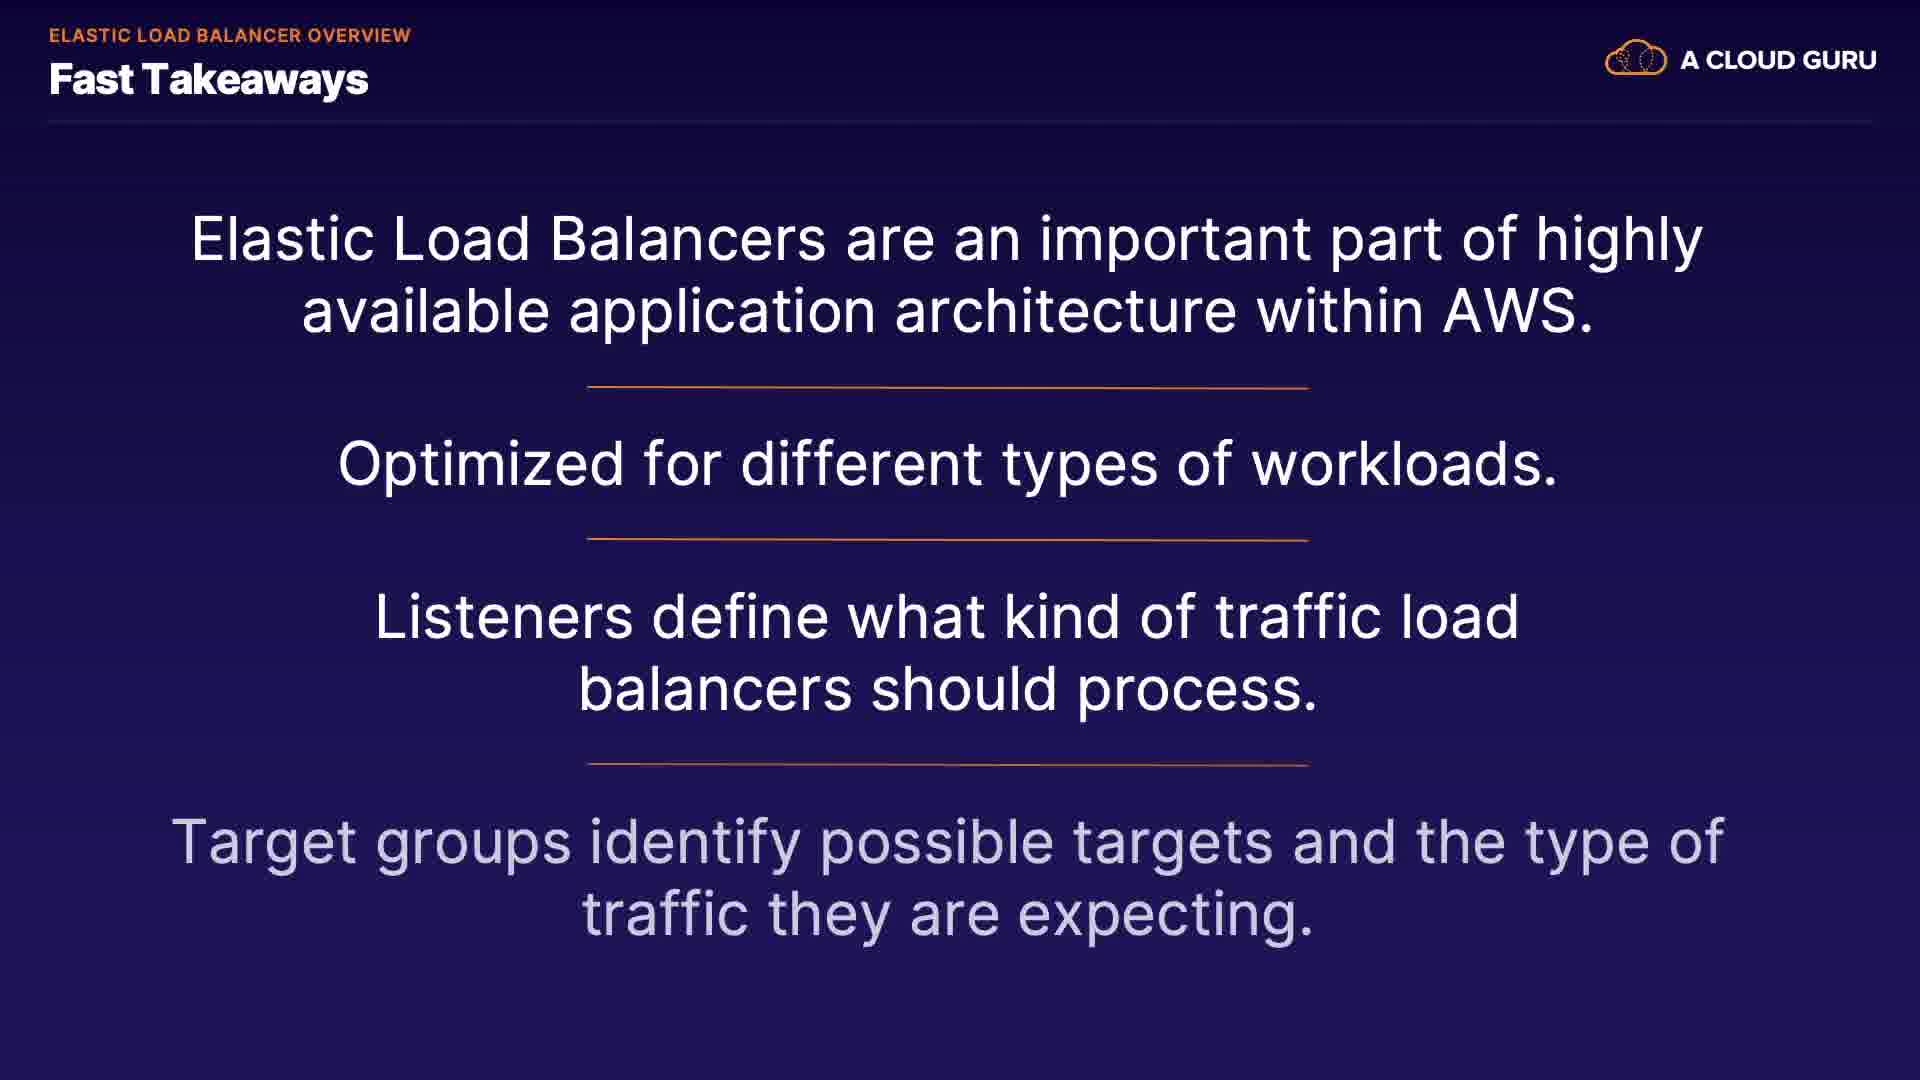 ELASTIC LOAD BALANCER OVERVIEW
Fast Takeaways
A CLOUD GURU
Elastic Load Balancers are an important part of highly
available application architecture within AWS.
Optimized for different types of workloads.
Listeners define what kind of traffic load
balancers should process.
Target groups identify possible targets and the type of
traffic they are expecting.